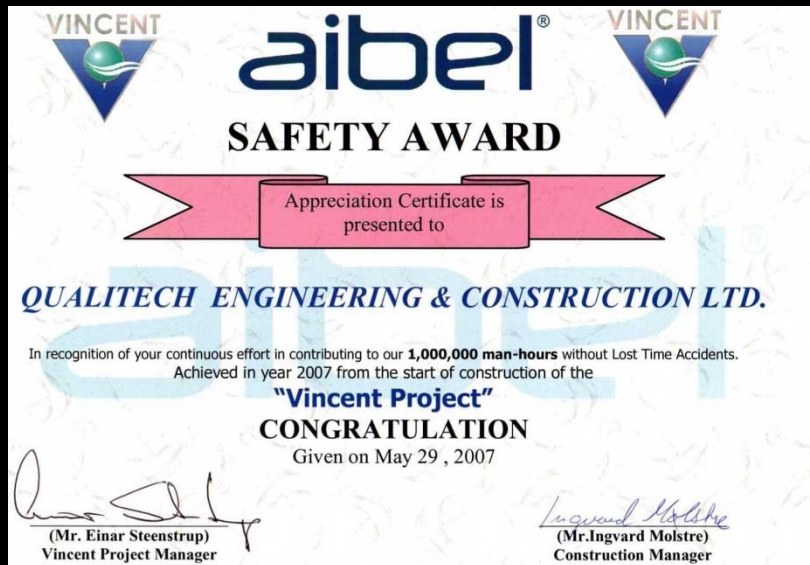 VINCENT
aibel®
VINCENT
SAFETY AWARD
Appreciation Certificate is
presented to
QUALITECH ENGINEERING & CONSTRUCTION LTD.
In recognition of your continuous effort in contributing to our 1,000,000 man-hours without Lost Time Accidents.
Achieved in year 2007 from the start of construction of the
"Vincent Project"
CONGRATULATION
Given on May 29 , 2007
Ingvard Molstre
(Mr. Einar Steenstrup)
Vincent Project Manager
(Mr.Ingvard Molstre)
Construction Manager
aibel®